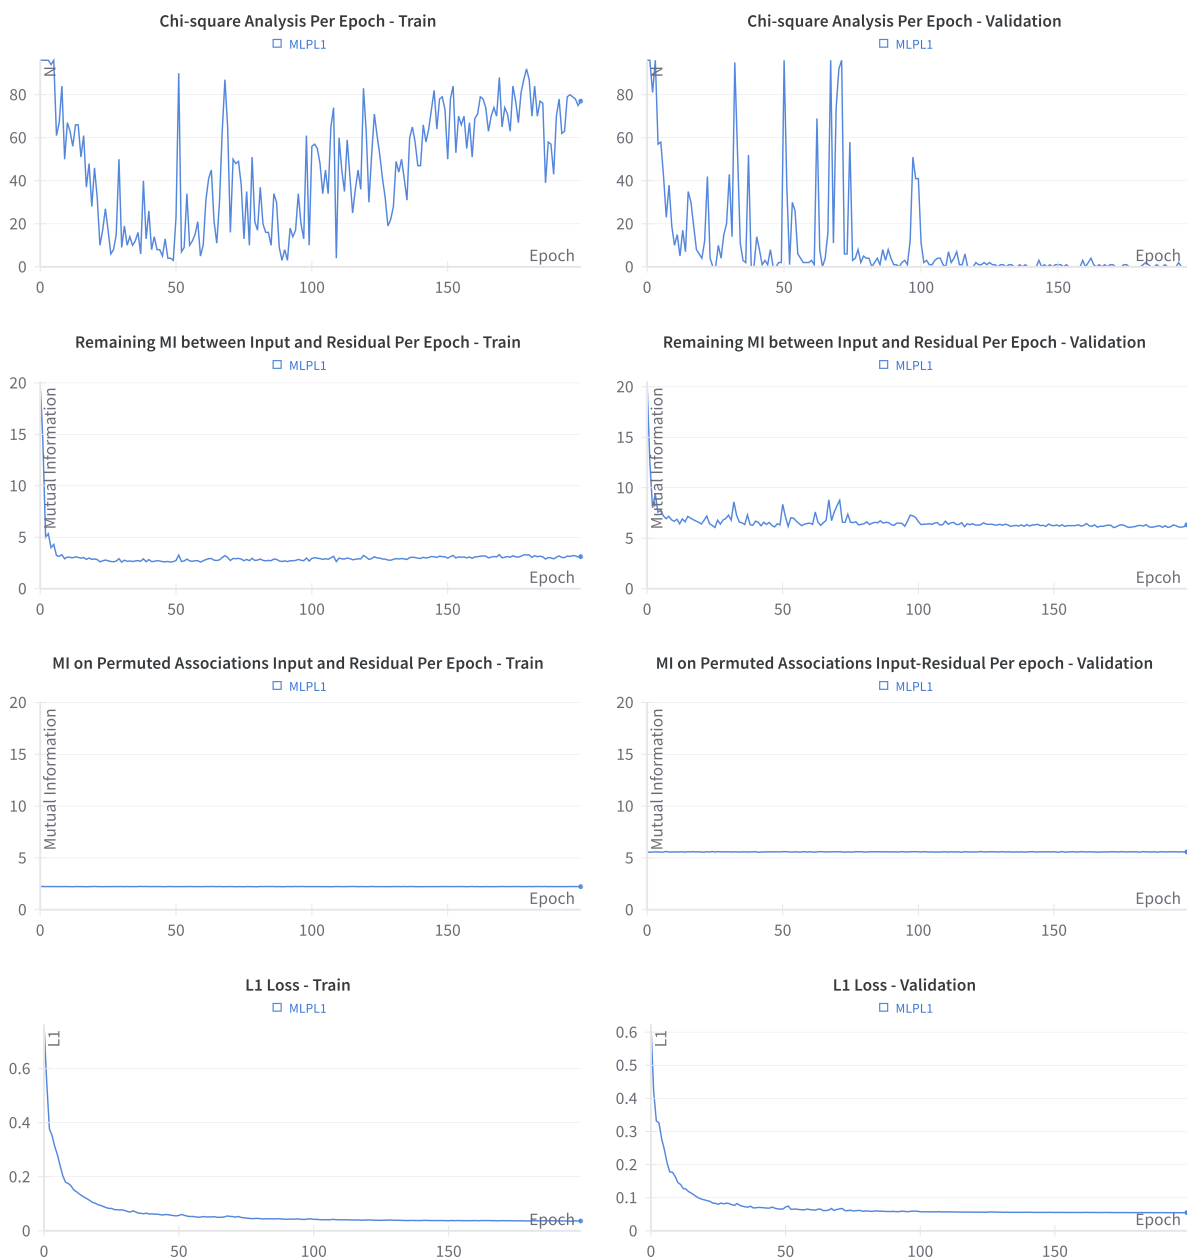 Chi-square Analysis Per Epoch - Train
MLPL1
N
80
60
40
20
0
Epoch
0 50 100 150
Chi-square Analysis Per Epoch - Validation
MLPL1
N
80
60
40
20
0
Epoch
0 50 100 150
Remaining MI between Input and Residual Per Epoch - Train
MLPL1
Mutual Information
20
15
10
5
0
Epoch
0 50 100 150
Remaining MI between Input and Residual Per Epoch - Validation
MLPL1
Mutual Information
20
15
10
5
0
Epcoh
0 50 100 150
MI on Permuted Associations Input and Residual Per Epoch - Train
MLPL1
Mutual Information
20
15
10
5
0
Epoch
0 50 100 150
MI on Permuted Associations Input-Residual Per epoch - Validation
MLPL1
Mutual Information
20
15
10
5
0
Epoch
0 50 100 150
L1 Loss - Train
MLPL1
L1
0.6
0.4
0.2
0
Epoch
0 50 100 150
L1 Loss - Validation
MLPL1
L1
0.6
0.5
0.4
0.3
0.2
0.1
0
Epoch
0 50 100 150